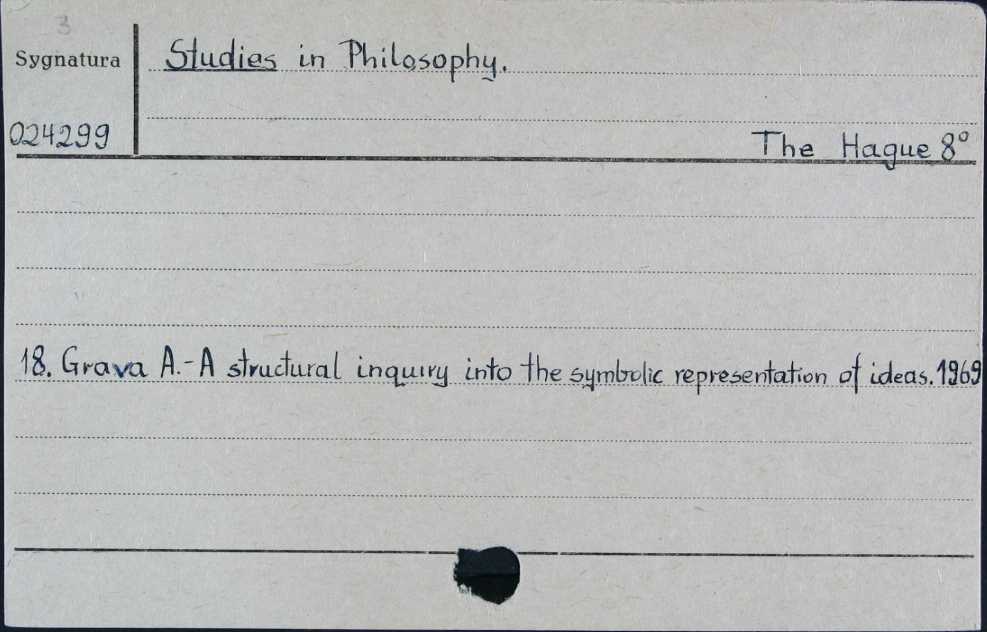 3
Sygnatura
Studies in Philosophy.
024299
The Hague 8°
18. Grava A.-A structural inquiry into the symbolic representation of ideas. 1969